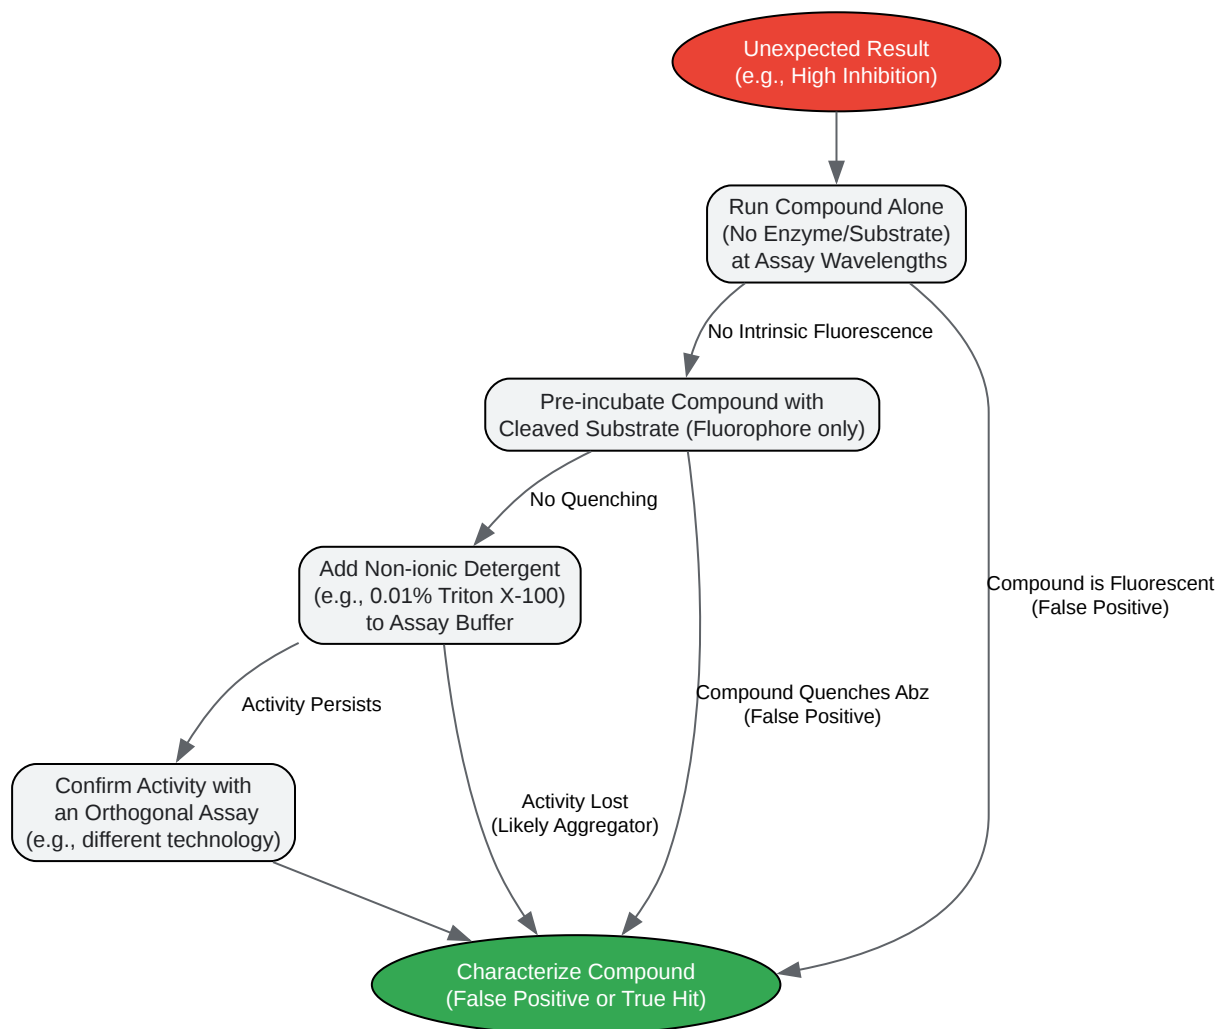 Unexpected Result
(e.g., High Inhibition)
Run Compound Alone
(No Enzyme/Substrate)
at Assay Wavelengths
No Intrinsic Fluorescence
Pre-incubate Compound with
Cleaved Substrate (Fluorophore only)
No Quenching
Add Non-ionic Detergent
(e.g., 0.01% Triton X-100)
to Assay Buffer
Compound is Fluorescent
(False Positive)
Activity Persists
Compound Quenches Abz
(False Positive)
Confirm Activity with
an Orthogonal Assay
(e.g., different technology)
Activity Lost
(Likely Aggregator)
Characterize Compound
(False Positive or True Hit)